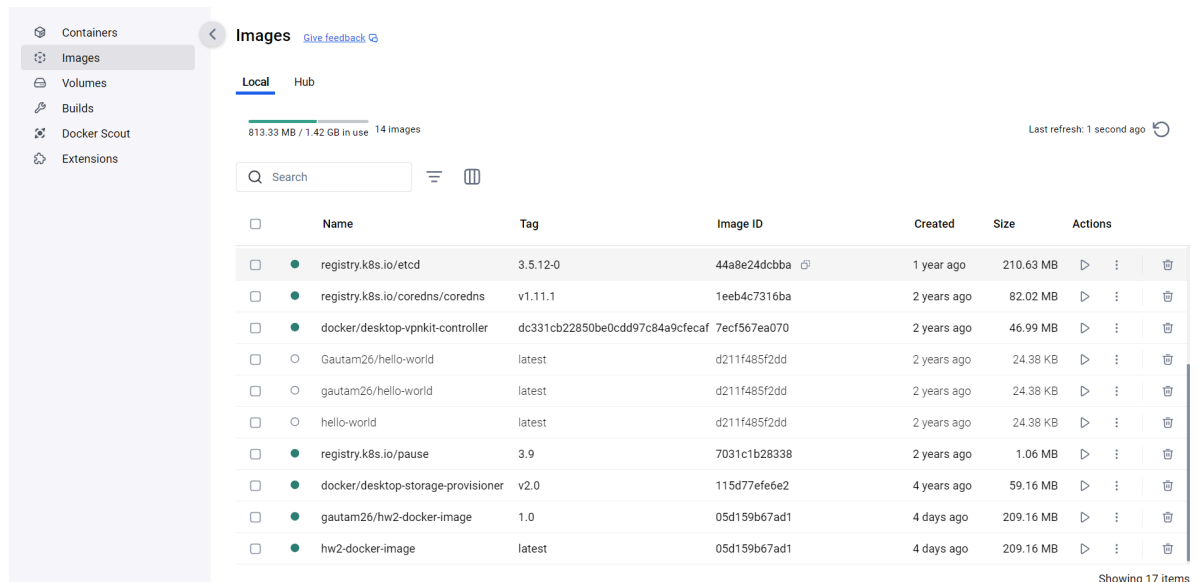 Containers
Images
Volumes
Builds
Docker Scout
Extensions
Images Give feedback
Local Hub
813.33 MB / 1.42 GB in use 14 images
Last refresh: 1 second ago
Search
Name Tag Image ID Created Size Actions
registry.k8s.io/etcd 3.5.12-0 44a8e24dcbba 1 year ago 210.63 MB
registry.k8s.io/coredns/coredns v1.11.1 1eeb4c7316ba 2 years ago 82.02 MB
docker/desktop-vpnkit-controller dc331cb22850be0cdd97c84a9cfecaf 7ecf567ea070 2 years ago 46.99 MB
Gautam26/hello-world latest d211f485f2dd 2 years ago 24.38 KB
gautam26/hello-world latest d211f485f2dd 2 years ago 24.38 KB
hello-world latest d211f485f2dd 2 years ago 24.38 KB
registry.k8s.io/pause 3.9 7031c1b28338 2 years ago 1.06 MB
docker/desktop-storage-provisioner v2.0 115d77efe6e2 4 years ago 59.16 MB
gautam26/hw2-docker-image 1.0 05d159b67ad1 4 days ago 209.16 MB
hw2-docker-image latest 05d159b67ad1 4 days ago 209.16 MB
Showing 17 items